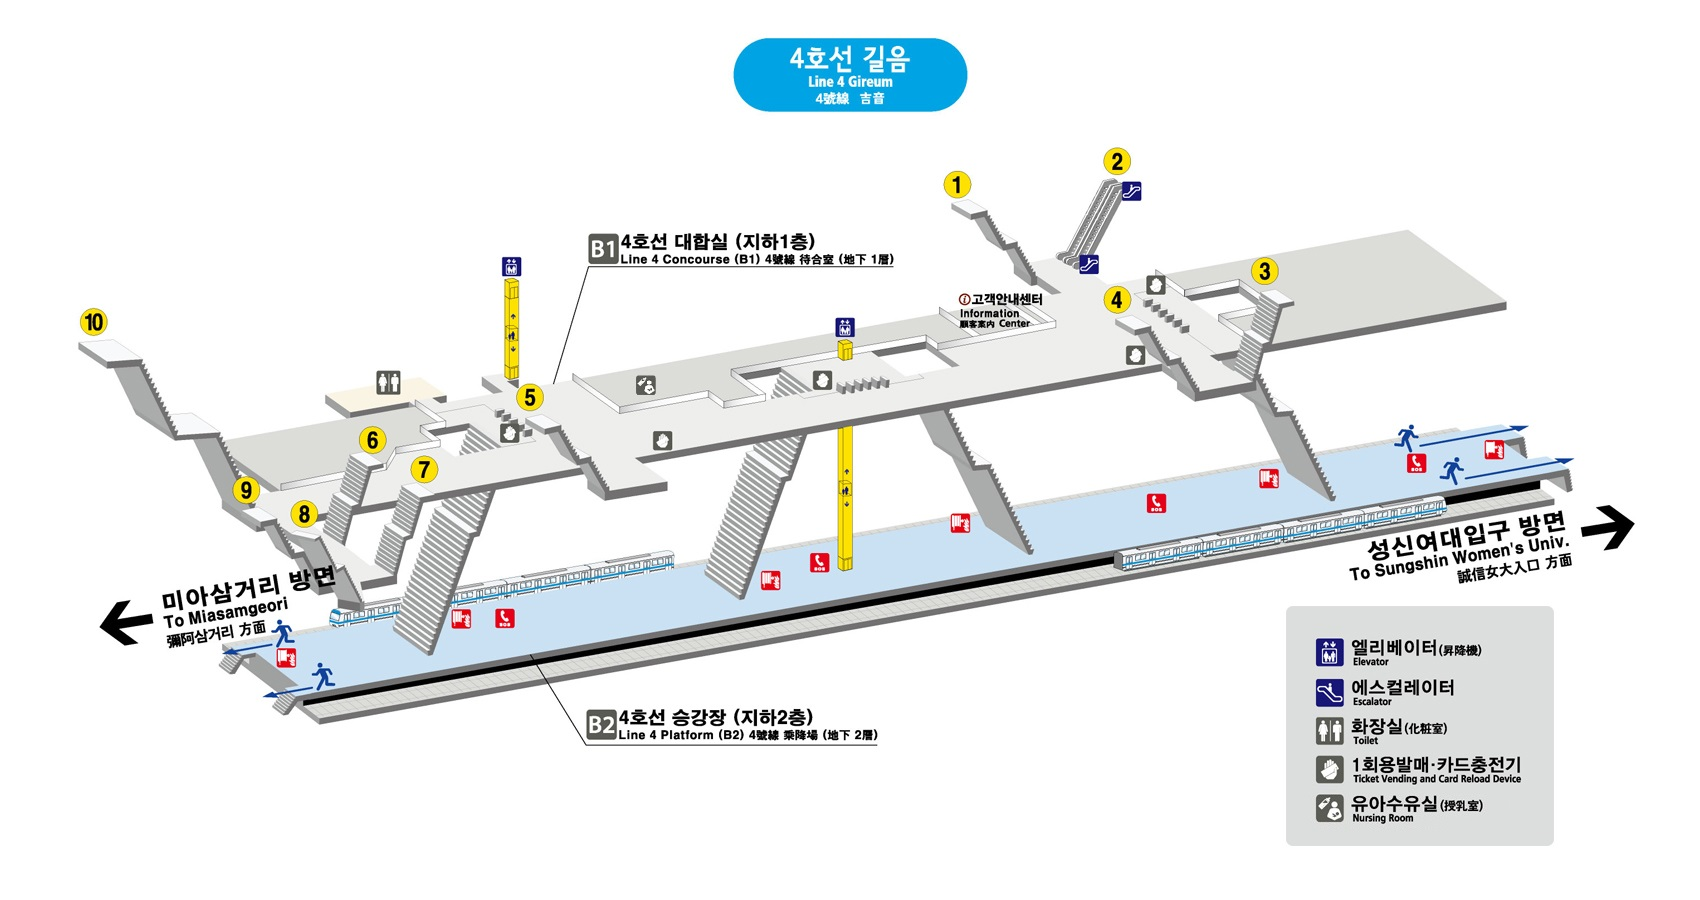 4호선 길음
Line 4 Gireum
4號線 吉音
1
2
B1
4호선 대합실 (지하1층)
Line 4 Concourse (B1) 4號線 待合室 (地下 1層)
3
4
고객안내센터
Information
顧客案內 Center
10
5
6
7
9
8
SOS
SOS
SOS
SOS
미아삼거리 방면
To Miasamgeori
彌阿삼거리 方面
성신여대입구 방면
To Sungshin Women's Univ.
誠信女大入口 方面
B2
4호선 승강장 (지하2층)
Line 4 Platform (B2) 4號線 乘降場 (地下 2層)
엘리베이터(昇降機)
Elevator
에스컬레이터
Escalator
화장실(化粧室)
Toilet
1회용발매·카드충전기
Ticket Vending and Card Reload Device
유아수유실(授乳室)
Nursing Room